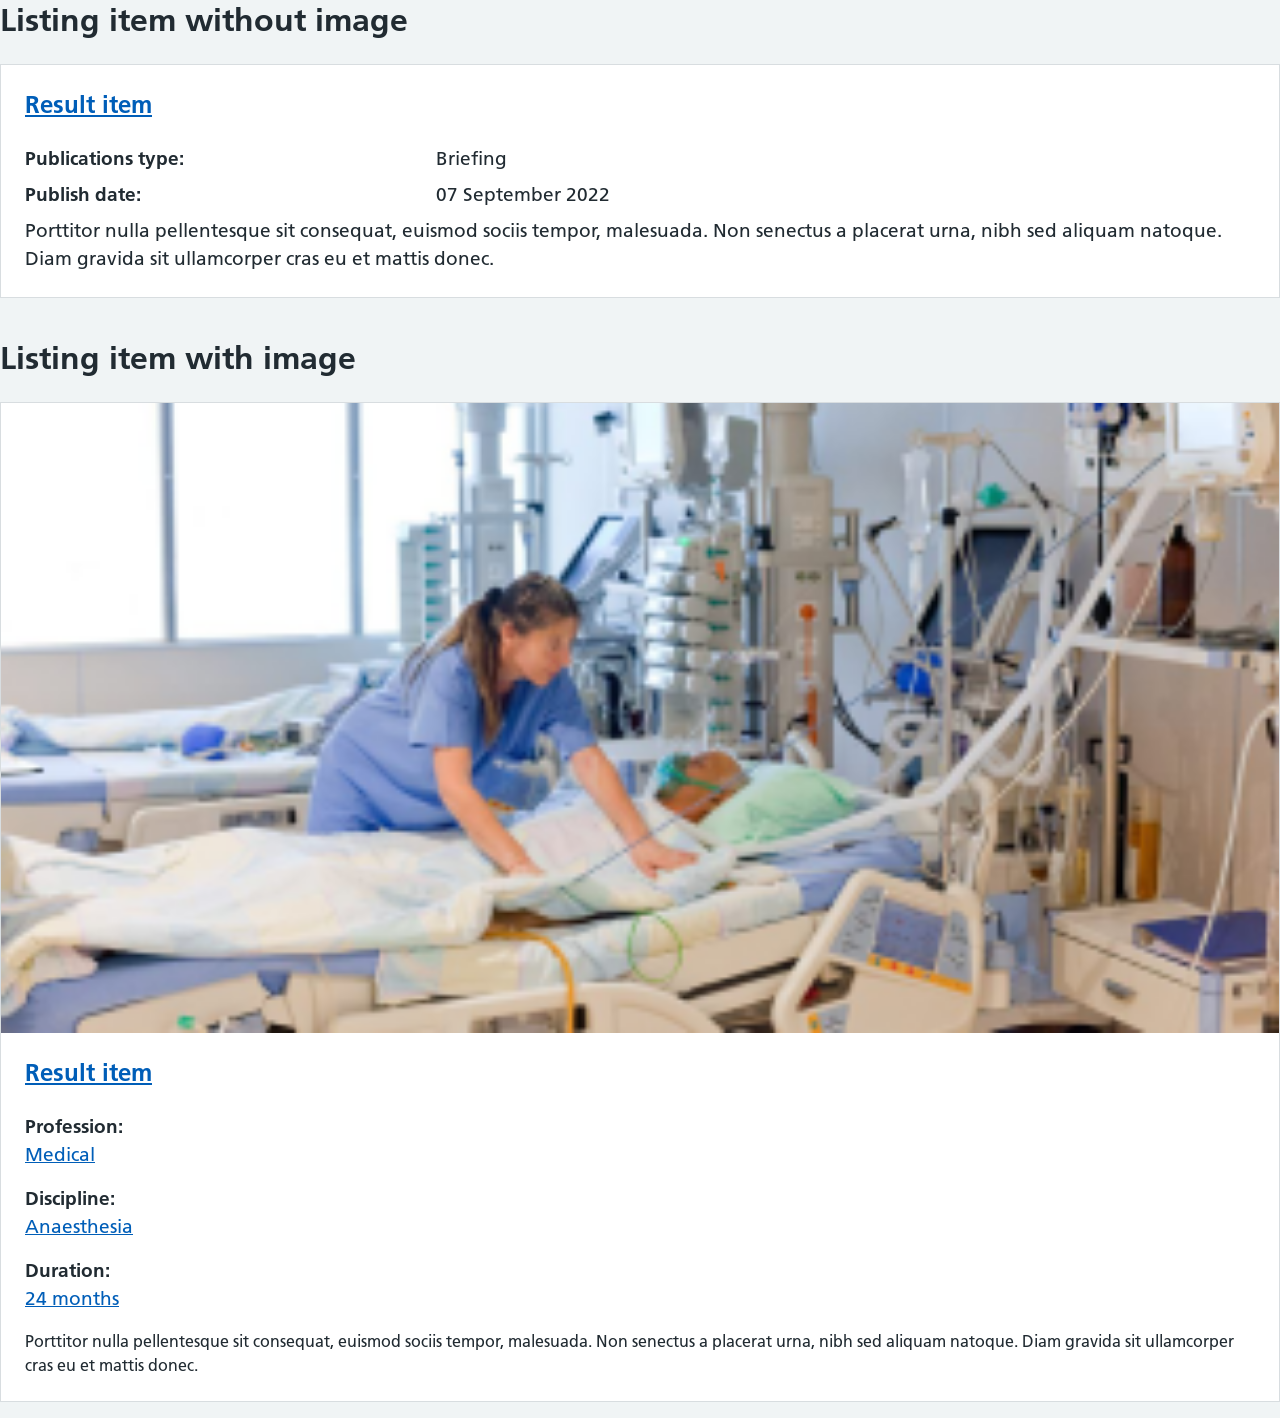 Listing item without image
Result item
Publications type: Briefing
Publish date: 07 September 2022
Porttitor nulla pellentesque sit consequat, euismod sociis tempor, malesuada. Non senectus a placerat urna, nibh sed aliquam natoque.
Diam gravida sit ullamcorper cras eu et mattis donec.
Listing item with image
Result item
Profession:
Medical
Discipline:
Anaesthesia
Duration:
24 months
Porttitor nulla pellentesque sit consequat, euismod sociis tempor, malesuada. Non senectus a placerat urna, nibh sed aliquam natoque. Diam gravida sit ullamcorper
cras eu et mattis donec.